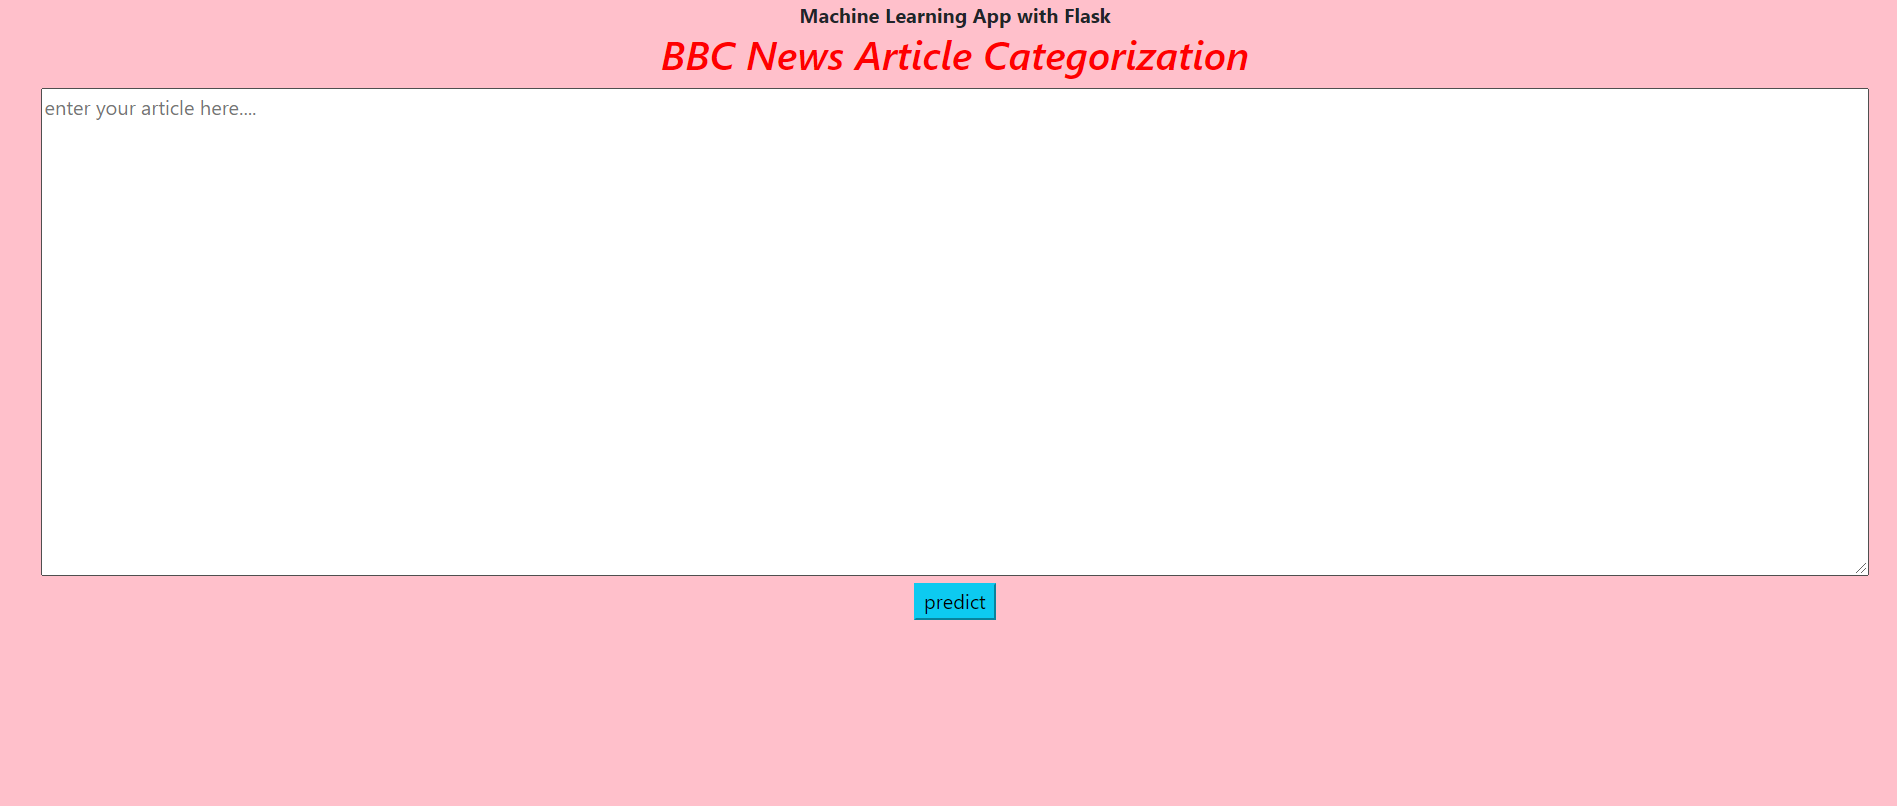 Machine Learning App with Flask
BBC News Article Categorization
enter your article here....
predict